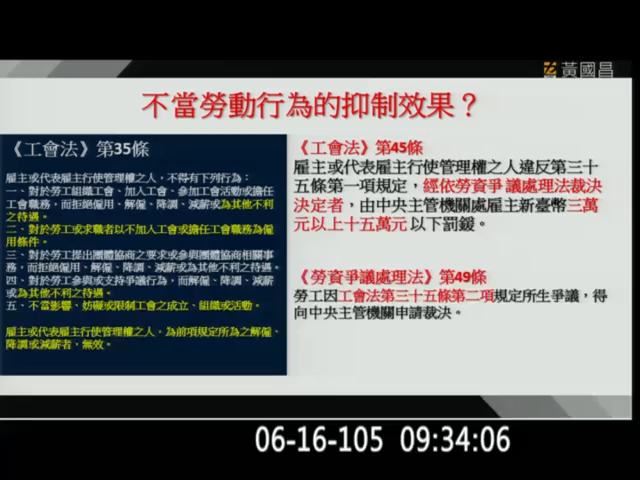 黃國昌
不當勞動行為的抑制效果？
《工會法》第35條
雇主或代表雇主行使管理權之人，不得有下列行為：
一、對於勞工組織工會、加入工會、參加工會活動或擔任
工會職務，而拒絕僱用、解僱、降調、減薪或為其他不利
之待遇。
二、對於勞工或求職者以不加入工會或擔任工會職務為僱
用條件。
三、對於勞工提出團體協商之要求或參與團體協商相關事
務，而拒絕僱用、解僱、降調、減薪或為其他不利之待遇。
四、對於勞工參與或支持爭議行為，而解僱、降調、減薪
或為其他不利之待遇。
五、不當影響、妨礙或限制工會之成立、組織或活動。
雇主或代表雇主行使管理權之人，為前項規定所為之解僱、
降調或減薪者，無效。
《工會法》第45條
雇主或代表雇主行使管理權之人違反第三十
五條第一項規定，經依勞資爭議處理法裁決
決定者，由中央主管機關處雇主新臺幣三萬
元以上十五萬元以下罰鍰。
《勞資爭議處理法》第49條
勞工因工會法第三十五條第二項規定所生爭議，得
向中央主管機關申請裁決。
06-16-105 09:34:06